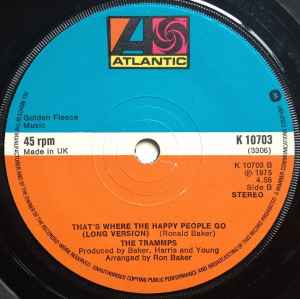 ATLANTIC
Golden Fleece
Music
45 rpm
Made in UK
K 10703
(3306)
K 10703 B
℗ 1975
4.56
Side B
STEREO
THAT'S WHERE THE HAPPY PEOPLE GO
(LONG VERSION) (Ronald Baker)
THE TRAMMPS
Produced by Baker, Harris and Young
Arranged by Ron Baker